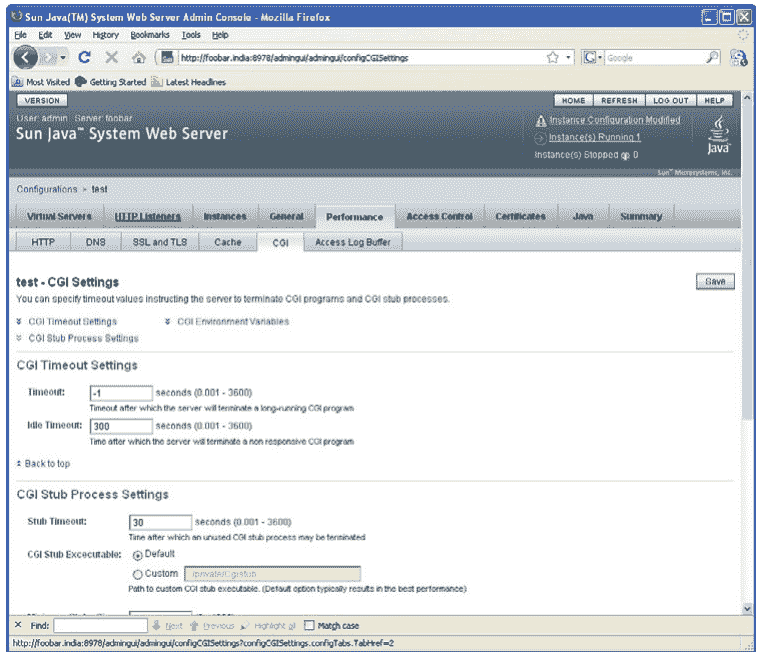 Sun Java(TM) System Web Server Admin Console - Mozilla Firefox
File Edit View History Bookmarks Tools Help
http://foobar.india:8978/admingui/admingui/configCGISettings
Google
Most Visited Getting Started Latest Headlines
VERSION HOME REFRESH LOG OUT HELP
User: admin Server: foobar
Instance Configuration Modified
Sun Java™ System Web Server
Instance(s) Running 1
Instance(s) Stopped 0
Java
Sun™ Microsystems, Inc.
Configurations > test
Virtual Servers HTTP Listeners Instances General Performance Access Control Certificates Java Summary
HTTP DNS SSL and TLS Cache CGI Access Log Buffer
test - CGI Settings Save
You can specify timeout values instructing the server to terminate CGI programs and CGI stub processes.
CGI Timeout Settings CGI Environment Variables
CGI Stub Process Settings
CGI Timeout Settings
Timeout: -1 seconds (0.001 - 3600)
Timeout after which the server will terminate a long-running CGI program
Idle Timeout: 300 seconds (0.001 - 3600)
Time after which the server will terminate a non responsive CGI program
Back to top
CGI Stub Process Settings
Stub Timeout: 30 seconds (0.001 - 3600)
Time after which an unused CGI stub process may be terminated
CGI Stub Excecutable: Default
Custom
Path to custom CGI stub executable. (Default option typically results in the best performance)
Find: Next Previous Highlight all Match case
http://foobar.india:8978/admingui/admingui/configCGISettings?configCGISettings.configTabs.TabHref=2